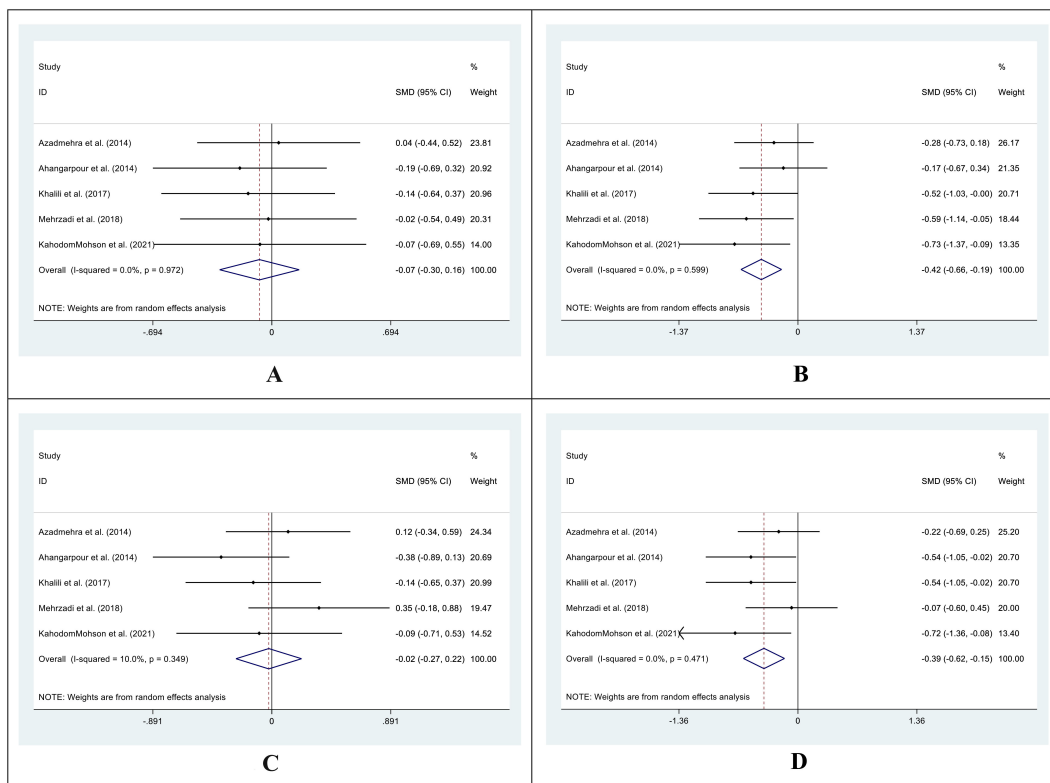 Study %
ID SMD (95% CI) Weight
Azadmehra et al. (2014) 0.04 (-0.44, 0.52) 23.81
Ahangarpour et al. (2014) -0.19 (-0.69, 0.32) 20.92
Khalili et al. (2017) -0.14 (-0.64, 0.37) 20.96
Mehrzadi et al. (2018) -0.02 (-0.54, 0.49) 20.31
KahodomMohson et al. (2021) -0.07 (-0.69, 0.55) 14.00
Overall (I-squared = 0.0%, p = 0.972) -0.07 (-0.30, 0.16) 100.00
NOTE: Weights are from random effects analysis
-.694 0 .694
A
Study %
ID SMD (95% CI) Weight
Azadmehra et al. (2014) -0.28 (-0.73, 0.18) 26.17
Ahangarpour et al. (2014) -0.17 (-0.67, 0.34) 21.35
Khalili et al. (2017) -0.52 (-1.03, -0.00) 20.71
Mehrzadi et al. (2018) -0.59 (-1.14, -0.05) 18.44
KahodomMohson et al. (2021) -0.73 (-1.37, -0.09) 13.35
Overall (I-squared = 0.0%, p = 0.599) -0.42 (-0.66, -0.19) 100.00
NOTE: Weights are from random effects analysis
-1.37 0 1.37
B
Study %
ID SMD (95% CI) Weight
Azadmehra et al. (2014) 0.12 (-0.34, 0.59) 24.34
Ahangarpour et al. (2014) -0.38 (-0.89, 0.13) 20.69
Khalili et al. (2017) -0.14 (-0.65, 0.37) 20.99
Mehrzadi et al. (2018) 0.35 (-0.18, 0.88) 19.47
KahodomMohson et al. (2021) -0.09 (-0.71, 0.53) 14.52
Overall (I-squared = 10.0%, p = 0.349) -0.02 (-0.27, 0.22) 100.00
NOTE: Weights are from random effects analysis
-.891 0 .891
C
Study %
ID SMD (95% CI) Weight
Azadmehra et al. (2014) -0.22 (-0.69, 0.25) 25.20
Ahangarpour et al. (2014) -0.54 (-1.05, -0.02) 20.70
Khalili et al. (2017) -0.54 (-1.05, -0.02) 20.70
Mehrzadi et al. (2018) -0.07 (-0.60, 0.45) 20.00
KahodomMohson et al. (2021) -0.72 (-1.36, -0.08) 13.40
Overall (I-squared = 0.0%, p = 0.471) -0.39 (-0.62, -0.15) 100.00
NOTE: Weights are from random effects analysis
-1.36 0 1.36
D